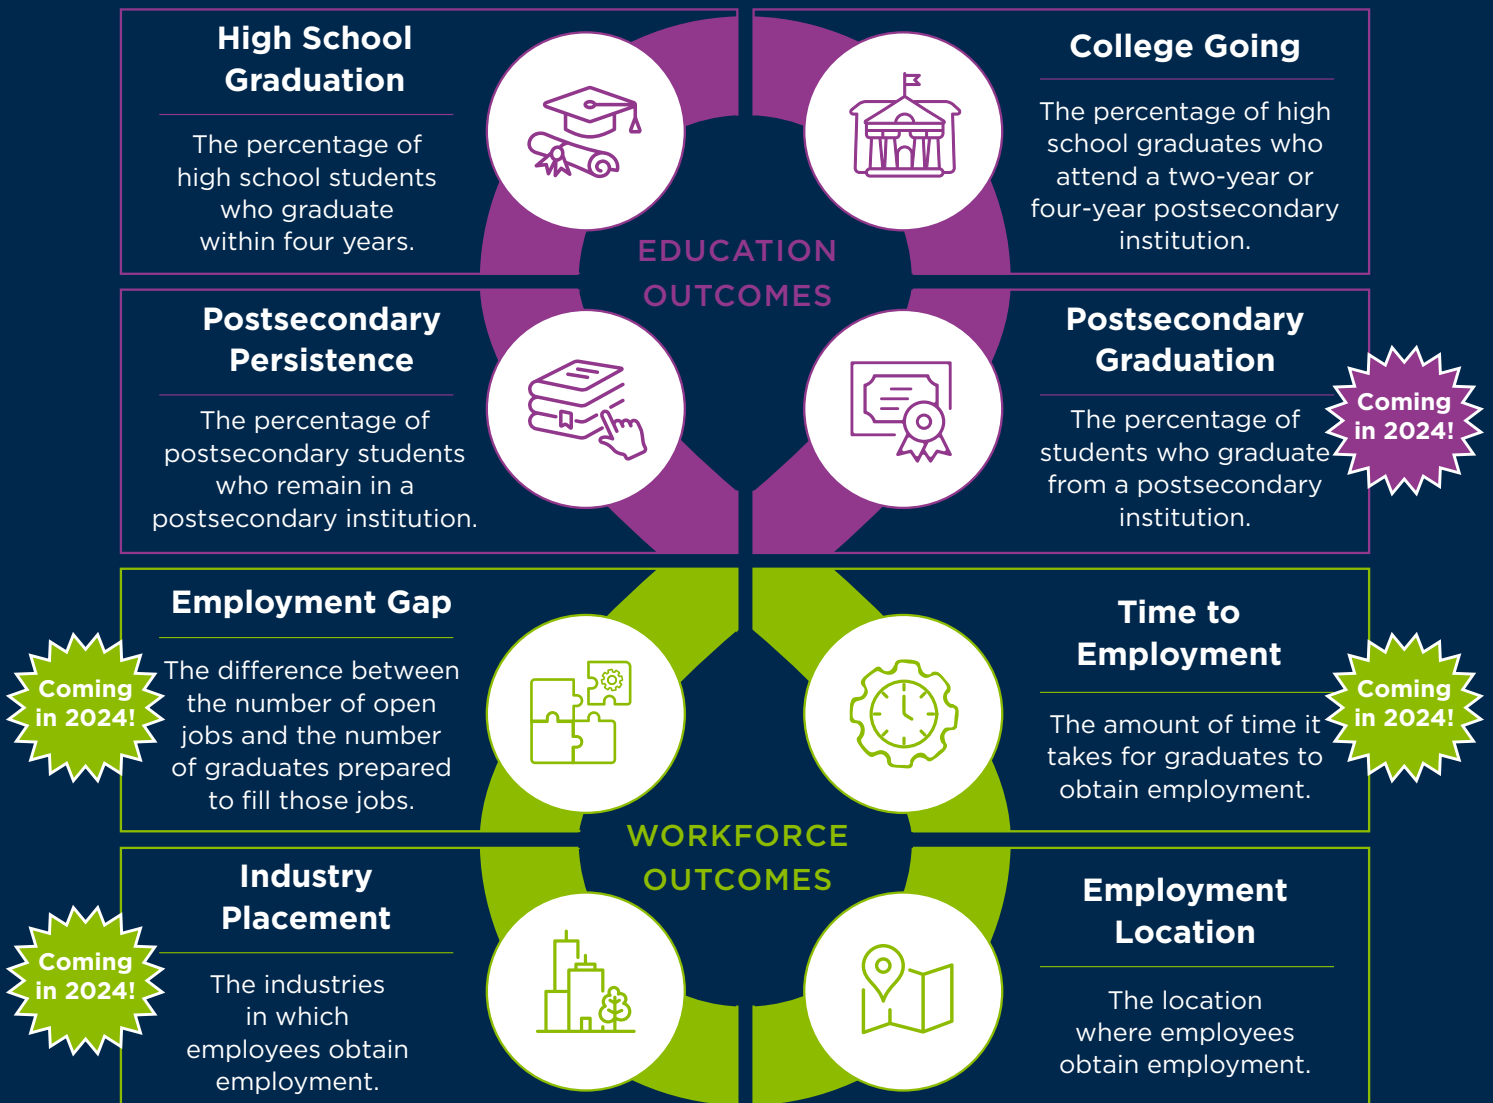 High School
Graduation
The percentage of
high school students
who graduate
within four years.
College Going
The percentage of high
school graduates who
attend a two-year or
four-year postsecondary
institution.
EDUCATION
OUTCOMES
Postsecondary
Persistence
The percentage of
postsecondary students
who remain in a
postsecondary institution.
Postsecondary
Graduation
The percentage of
students who graduate
from a postsecondary
institution.
Coming
in 2024!
Employment Gap
The difference between
the number of open
jobs and the number
of graduates prepared
to fill those jobs.
Coming
in 2024!
Time to
Employment
The amount of time it
takes for graduates to
obtain employment.
Coming
in 2024!
WORKFORCE
OUTCOMES
Industry
Placement
The industries
in which
employees obtain
employment.
Coming
in 2024!
Employment
Location
The location
where employees
obtain employment.